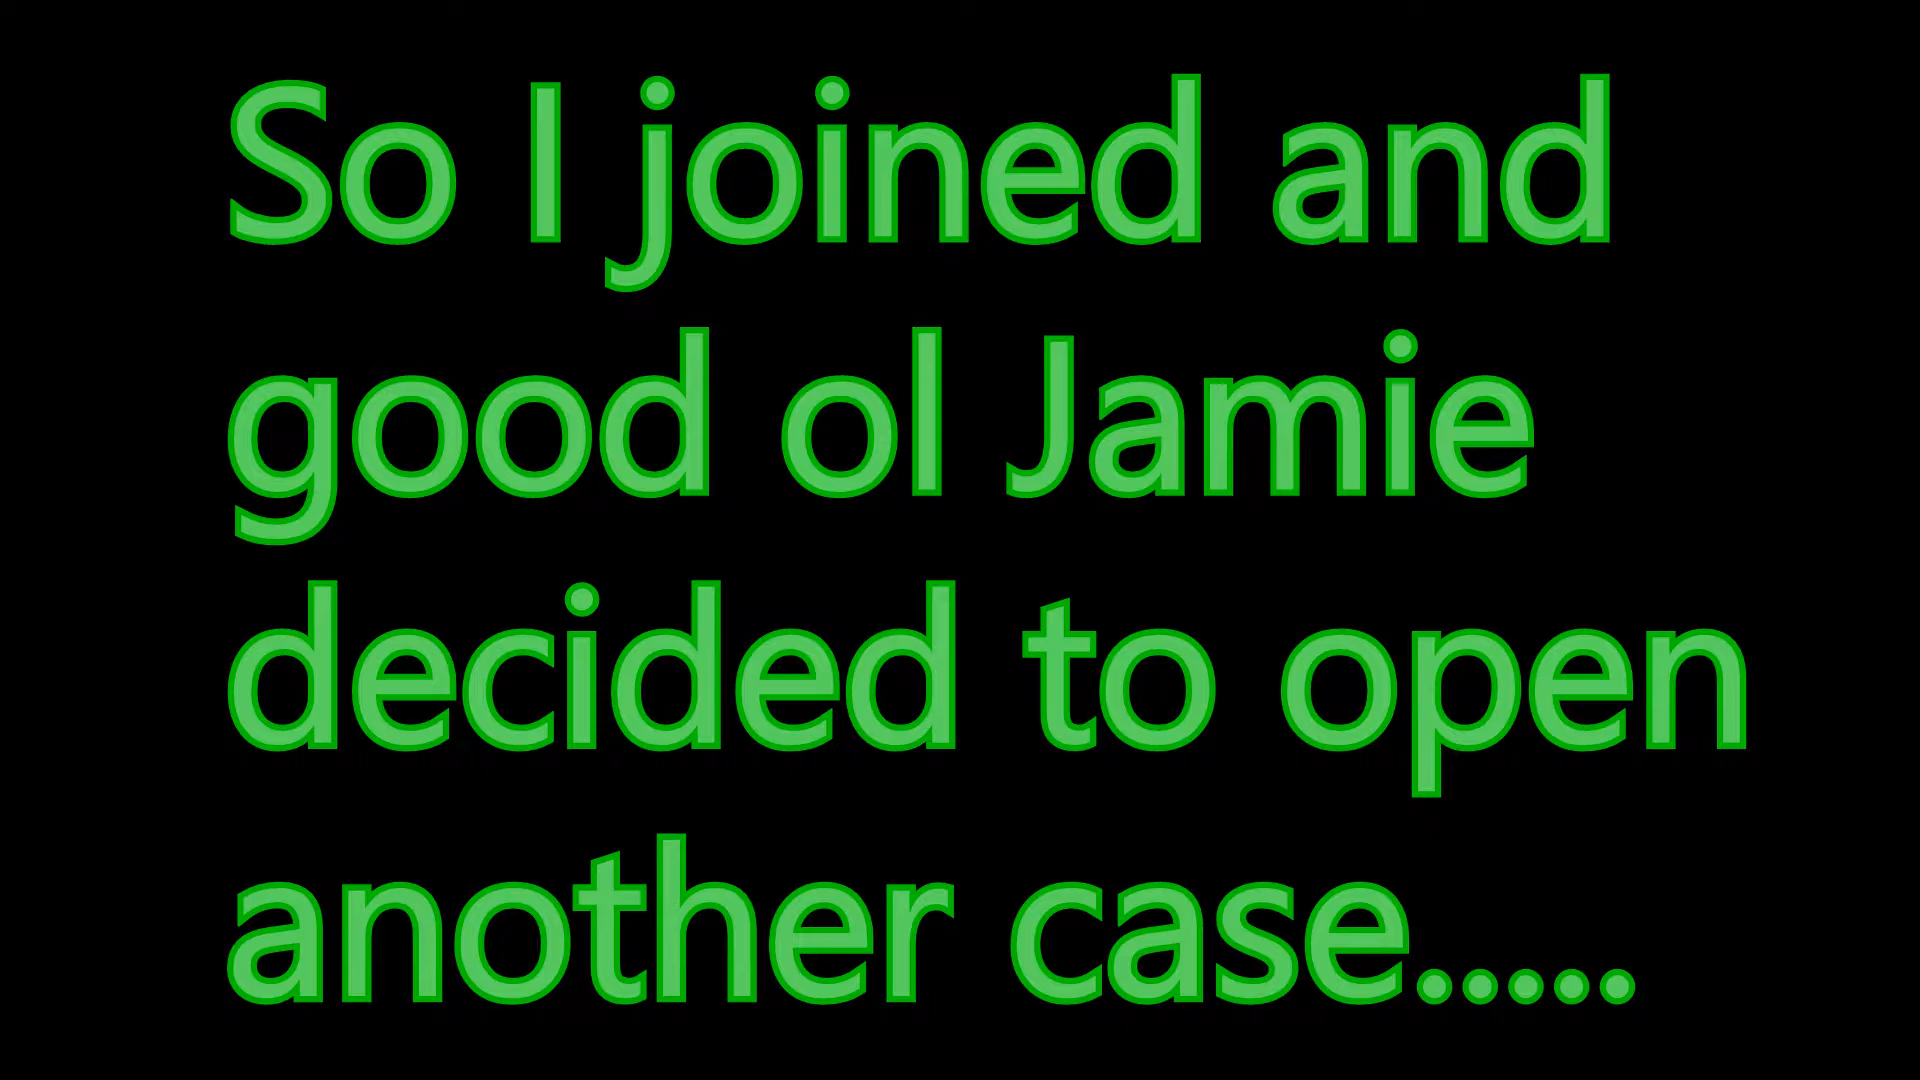 So I joined and
good ol Jamie
decided to open
another case.....